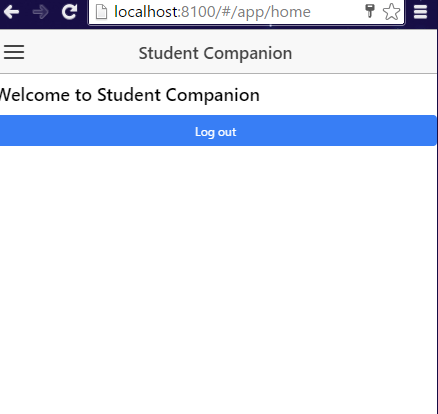 localhost:8100/#/app/home
Student Companion
Welcome to Student Companion
Log out